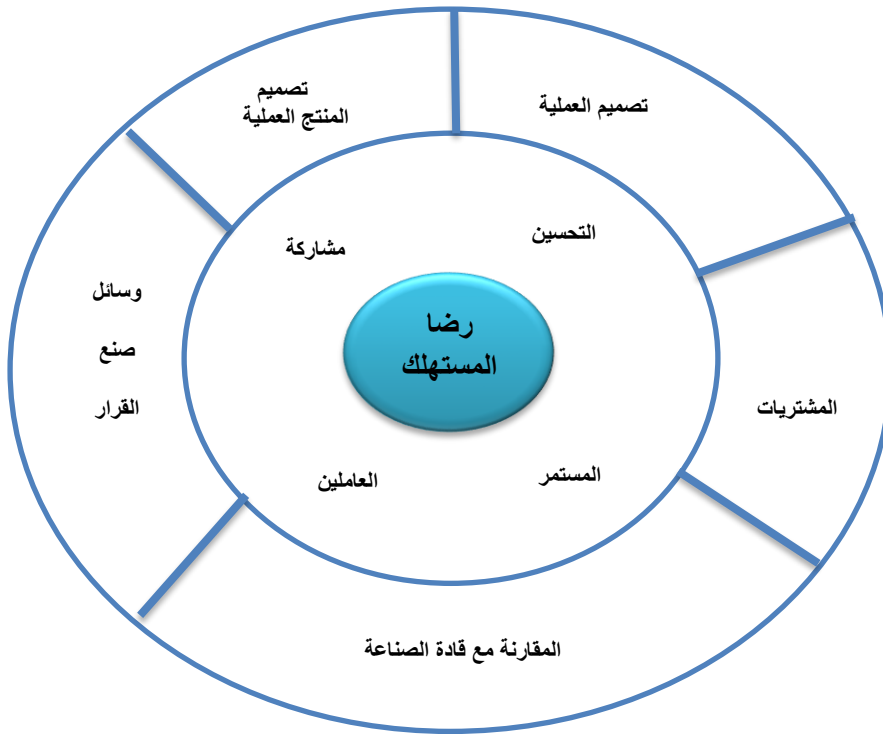 تصميم العملية
تصميم
المنتج العملية
التحسين
مشاركة
وسائل
صنع
القرار
رضا
المستهلك
المشتريات
المستمر
العاملين
المقارنة مع قادة الصناعة